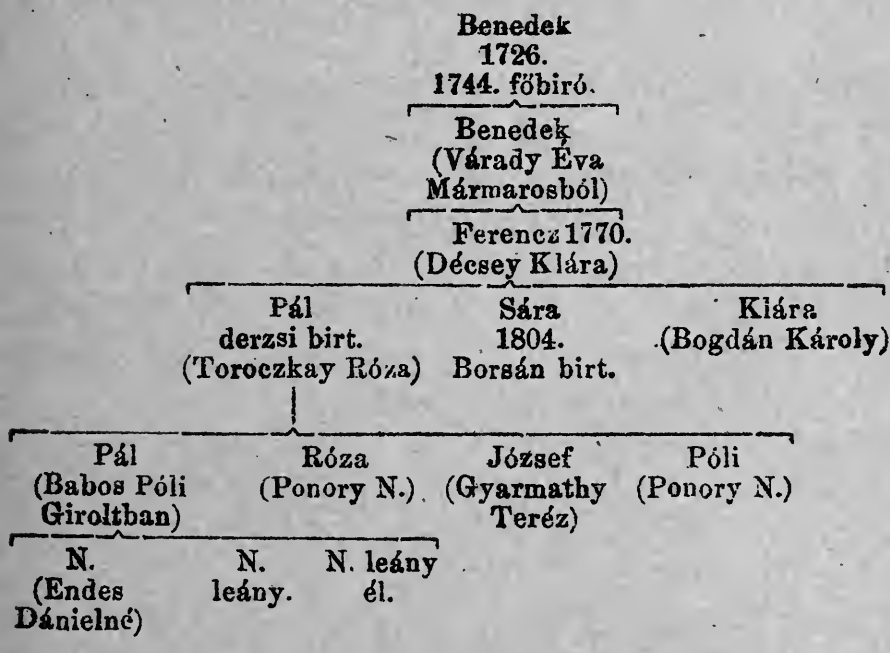 Benedek
1726.
1744. főbiró.
Benedek
(Várady Éva
Mármarosból)
Ferencz 1770.
(Décsey Klára)
Pál Sára Klára
derzsi birt. 1804. (Bogdán Károly)
(Toroczkay Róza) Borsán birt.
Pál Róza József Póli
(Babos Póli (Ponory N.) (Gyarmathy (Ponory N.)
Giroltban) Teréz)
N. N. N. leány
(Endes leány. él.
Dánielné)